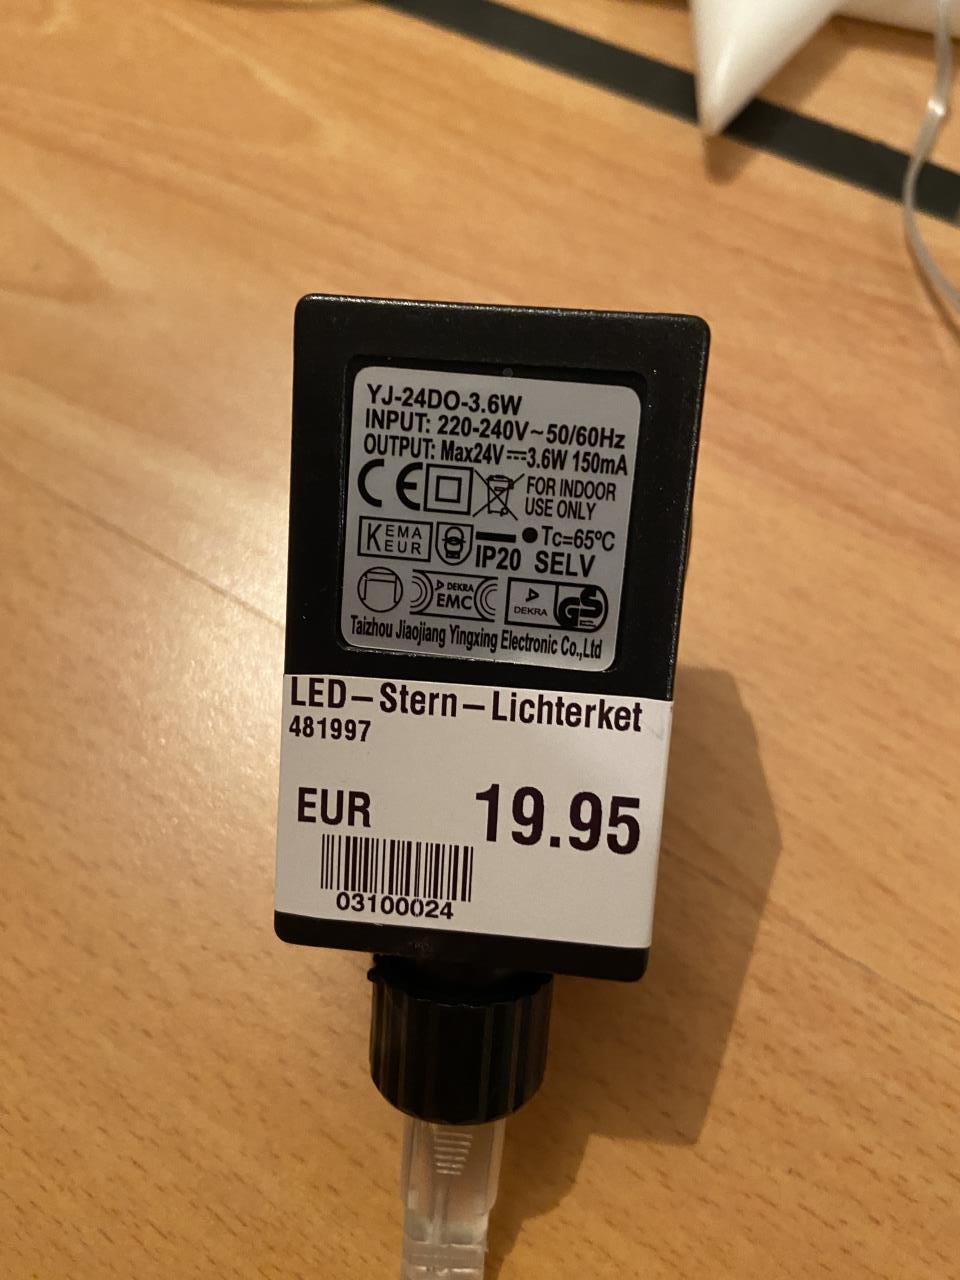 YJ-24DO-3.6W
INPUT: 220-240V~50/60Hz
OUTPUT: Max24V⎓3.6W 150mA
CE FOR INDOOR
USE ONLY
KEMA
EUR
Tc=65ºC
IP20 SELV
DEKRA
EMC
DEKRA
GS
Taizhou Jiaojiang Yingxing Electronic Co.,Ltd
LED-Stern-Lichterket
481997
EUR 19.95
03100024